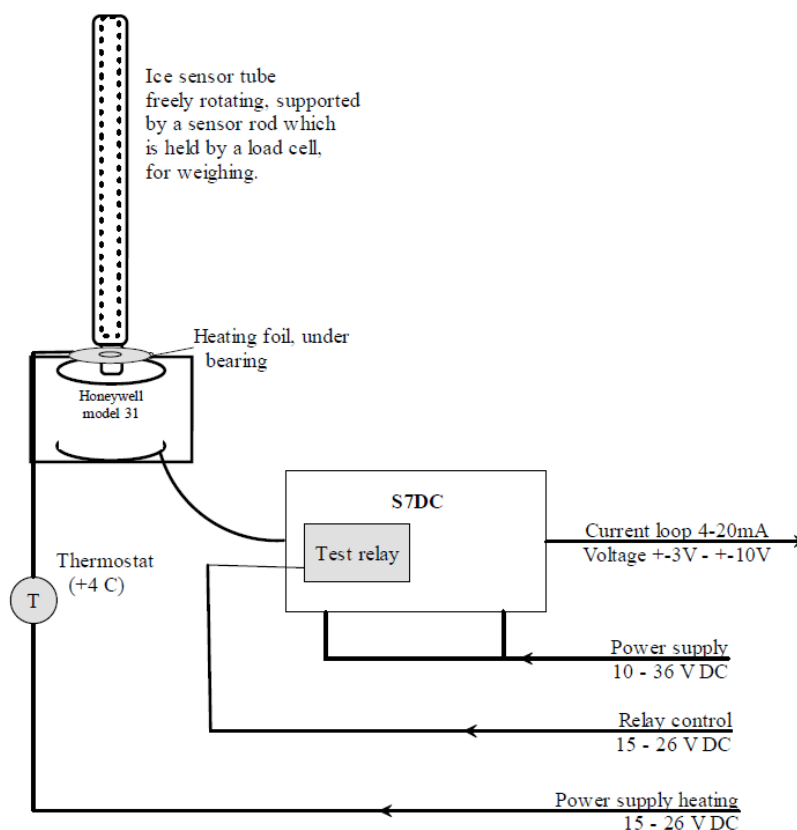 Ice sensor tube
freely rotating, supported
by a sensor rod which
is held by a load cell,
for weighing.
Heating foil, under
bearing
Honeywell
model 31
S7DC
Test relay
Current loop 4-20mA
Voltage +-3V - +-10V
Thermostat
(+4 C)
T
Power supply
10 - 36 V DC
Relay control
15 - 26 V DC
Power supply heating
15 - 26 V DC